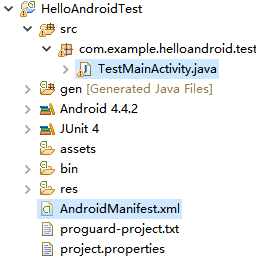 HelloAndroidTest
src
com.example.helloandroid.test
TestMainActivity.java
gen [Generated Java Files]
Android 4.4.2
JUnit 4
assets
bin
res
AndroidManifest.xml
proguard-project.txt
project.properties